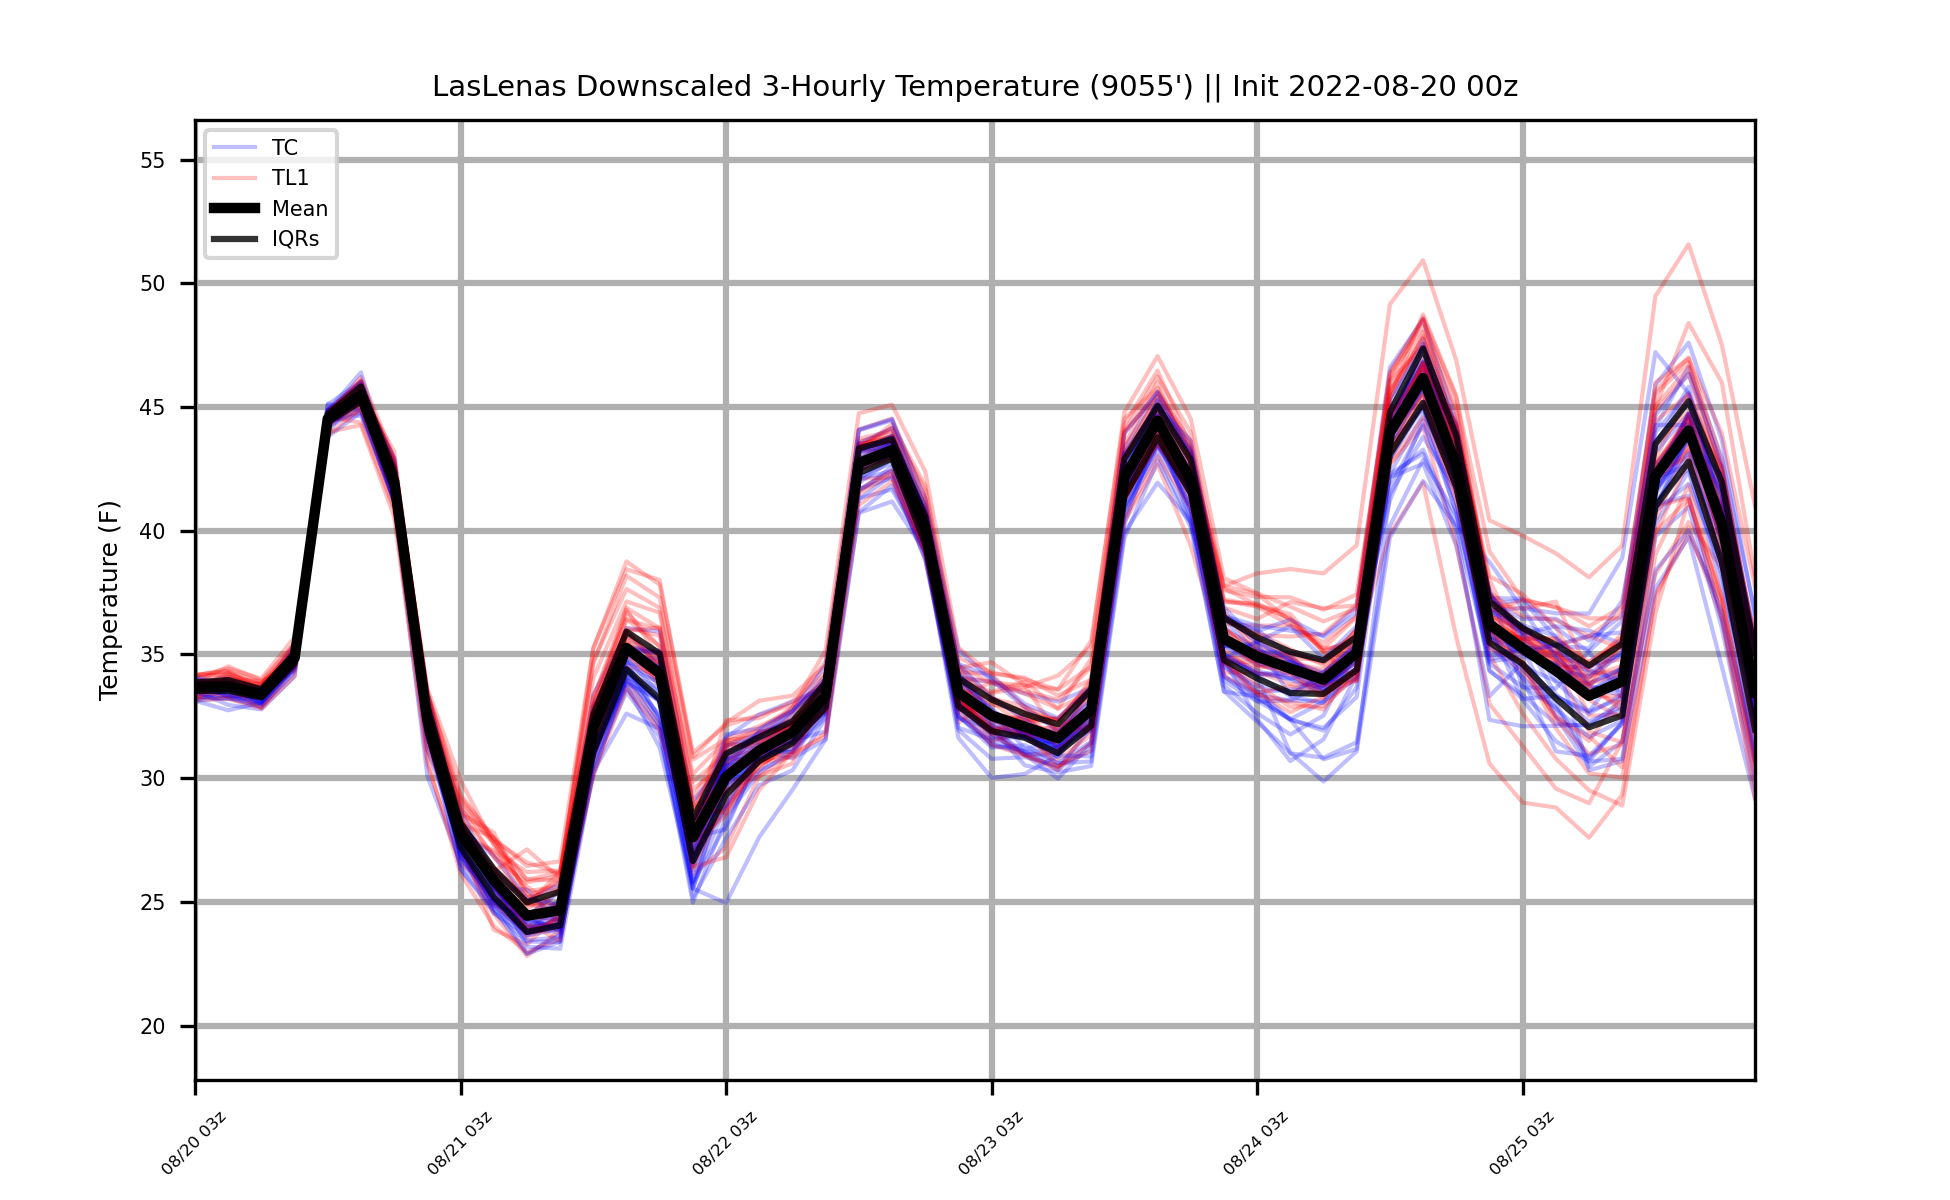 LasLenas Downscaled 3-Hourly Temperature (9055') || Init 2022-08-20 00z
TC
TL1
Mean
IQRs
Temperature (F)
55
50
45
40
35
30
25
20
08/20 03z
08/21 03z
08/22 03z
08/23 03z
08/24 03z
08/25 03z